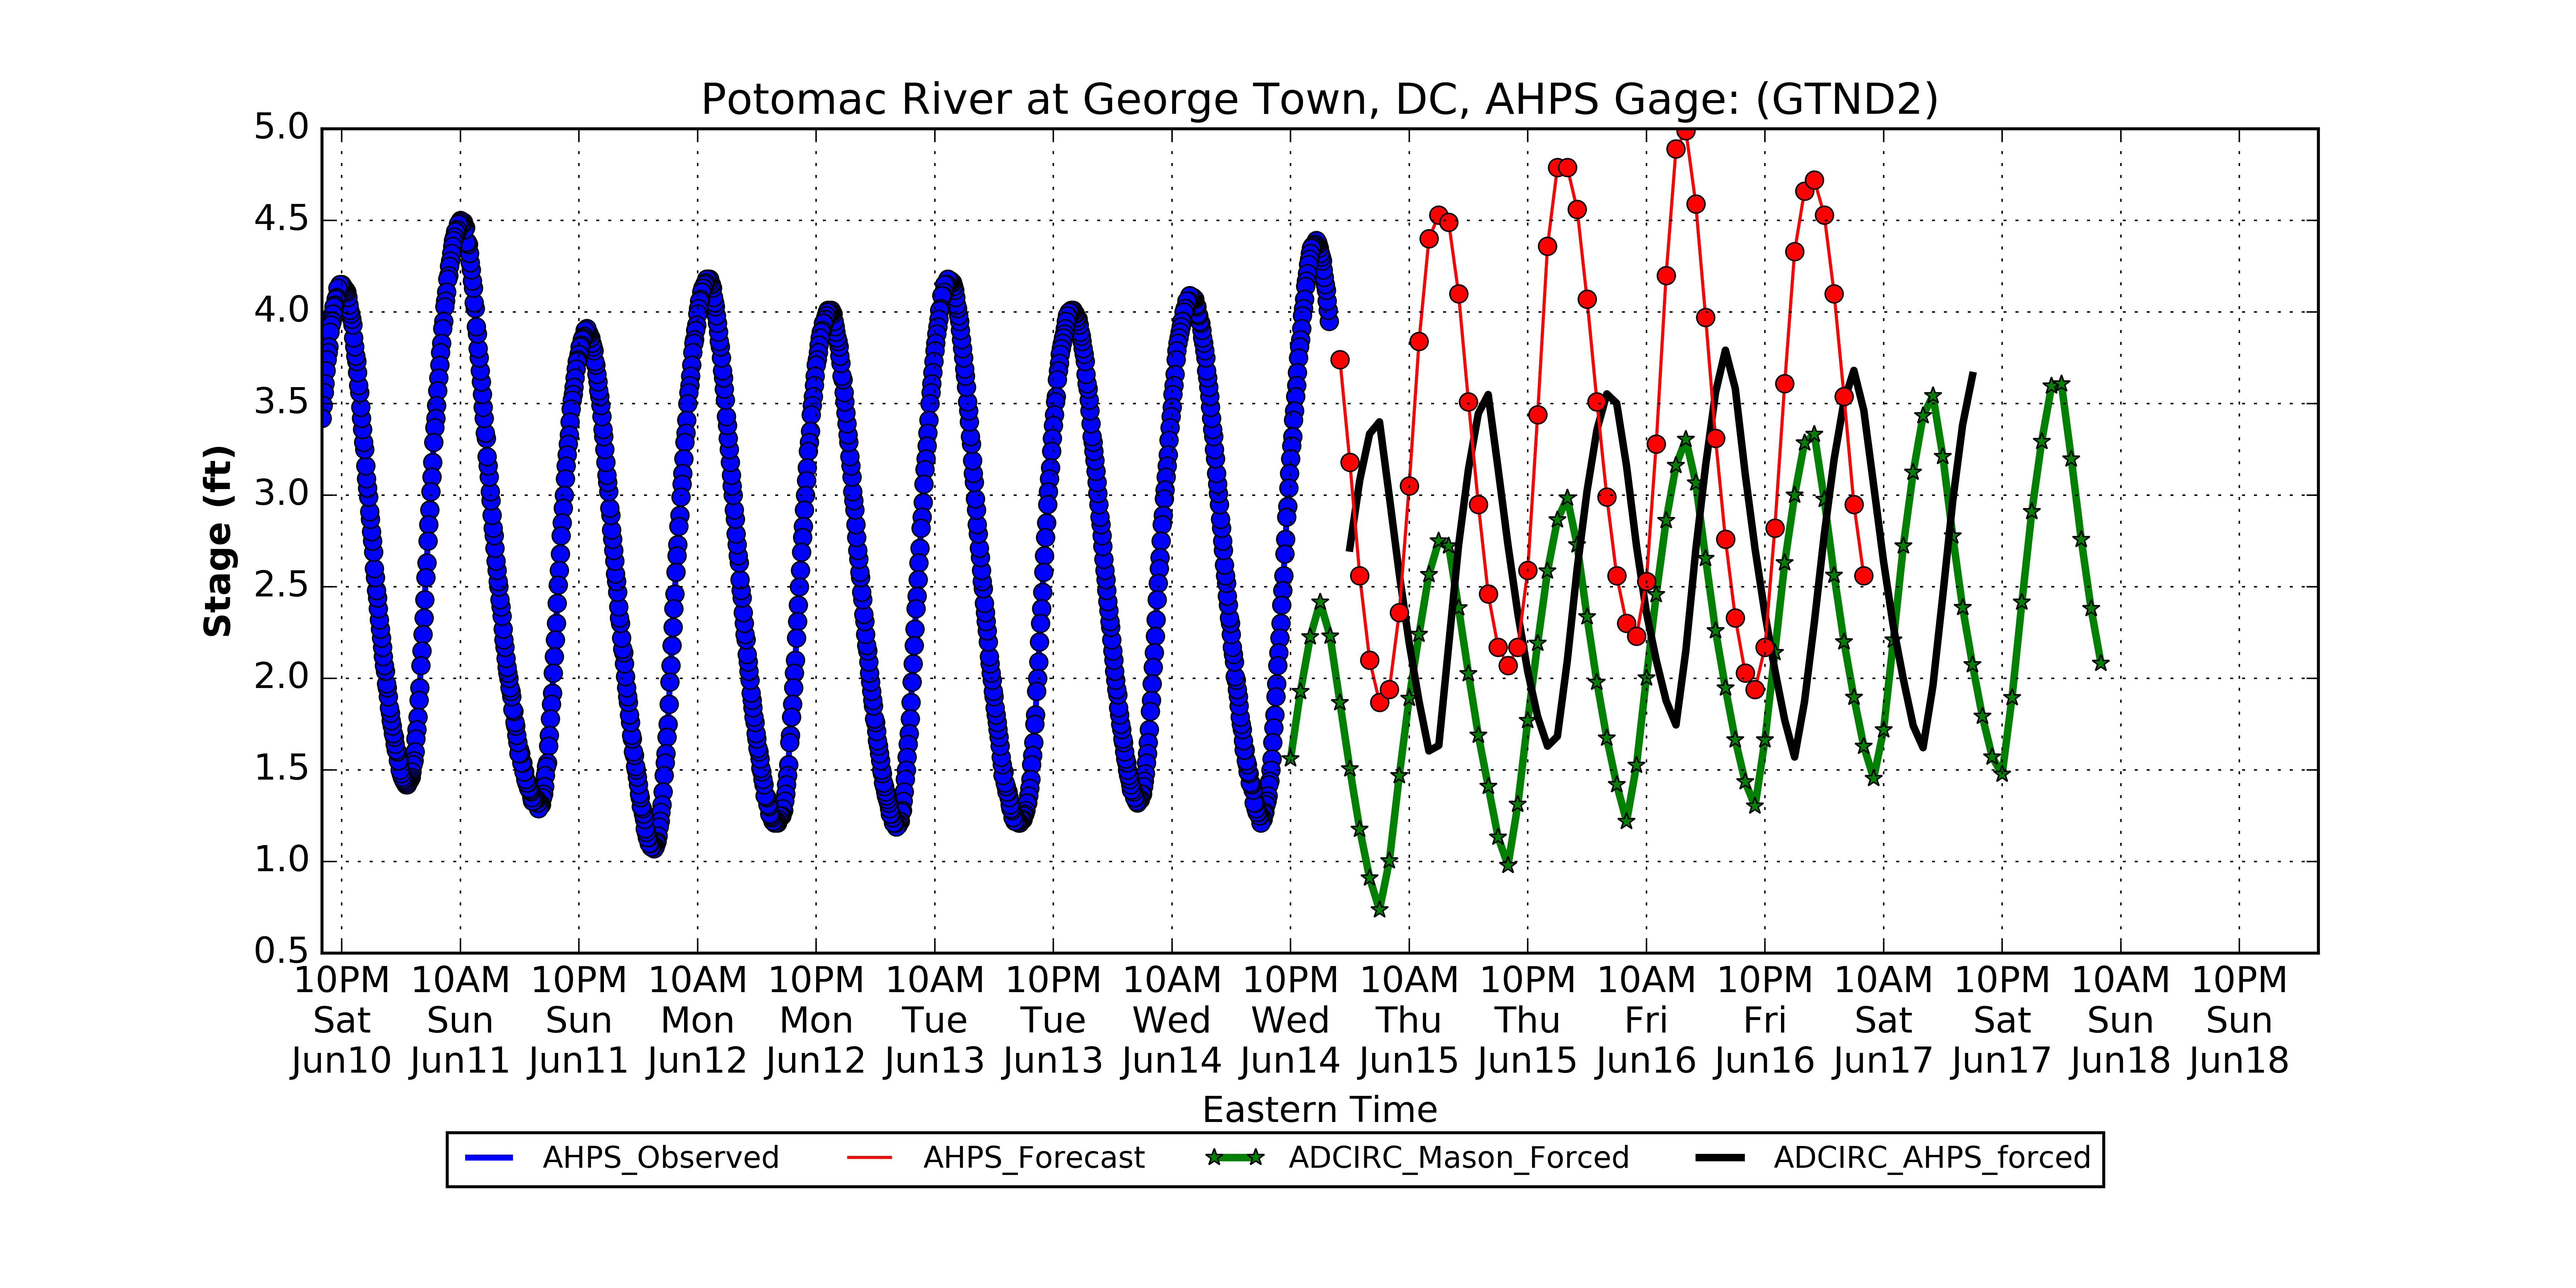 Potomac River at George Town, DC, AHPS Gage: (GTND2)
5.0
4.5
4.0
3.5
3.0
2.5
2.0
1.5
1.0
0.5
Stage (ft)
10PM 10AM 10PM 10AM 10PM 10AM 10PM 10AM 10PM 10AM 10PM 10AM 10PM 10AM 10PM 10AM 10PM
Sat Sun Sun Mon Mon Tue Tue Wed Wed Thu Thu Fri Fri Sat Sat Sun Sun
Jun10 Jun11 Jun11 Jun12 Jun12 Jun13 Jun13 Jun14 Jun14 Jun15 Jun15 Jun16 Jun16 Jun17 Jun17 Jun18 Jun18
Eastern Time
AHPS_Observed AHPS_Forecast ADCIRC_Mason_Forced ADCIRC_AHPS_forced